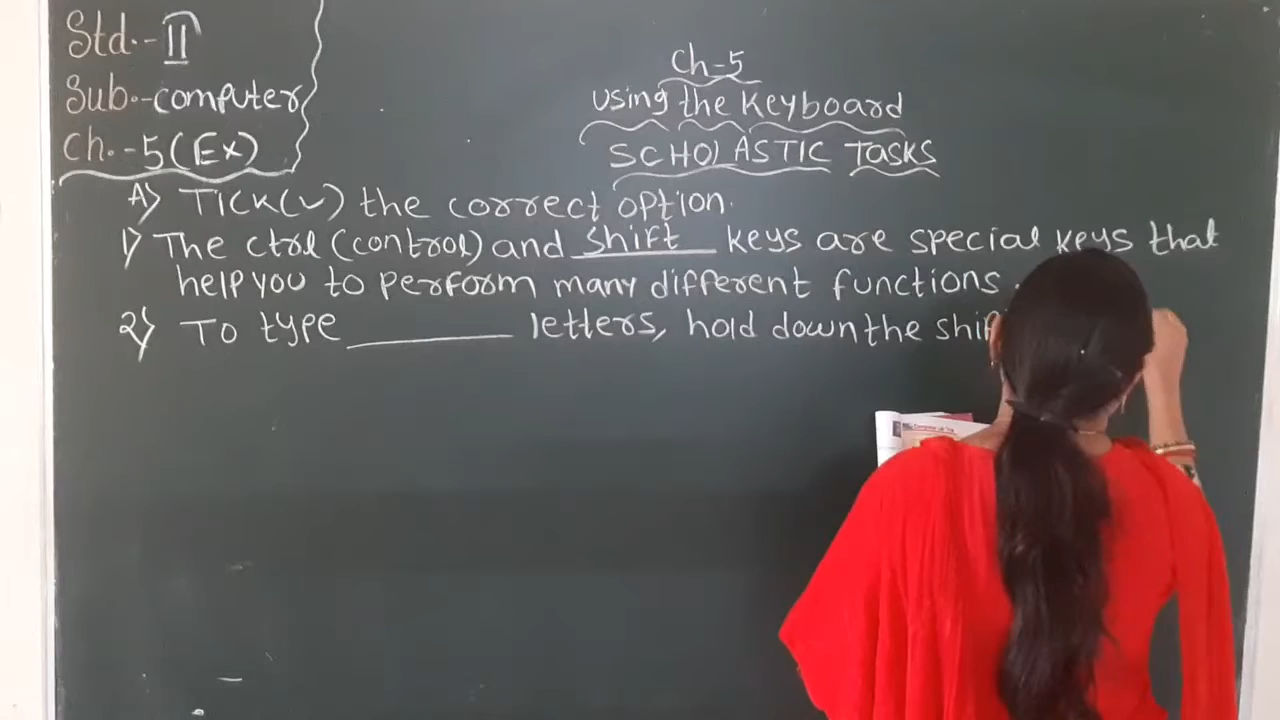 Std.-II
Sub.-computer
Ch.-5(Ex)
Ch-5
using the Keyboard
SCHOLASTIC TASKS
A) TICK(✓) the correct option.
1) The ctrl (control) and shift keys are special keys that
help you to perform many different functions.
2) To type ________ letters, hold down the